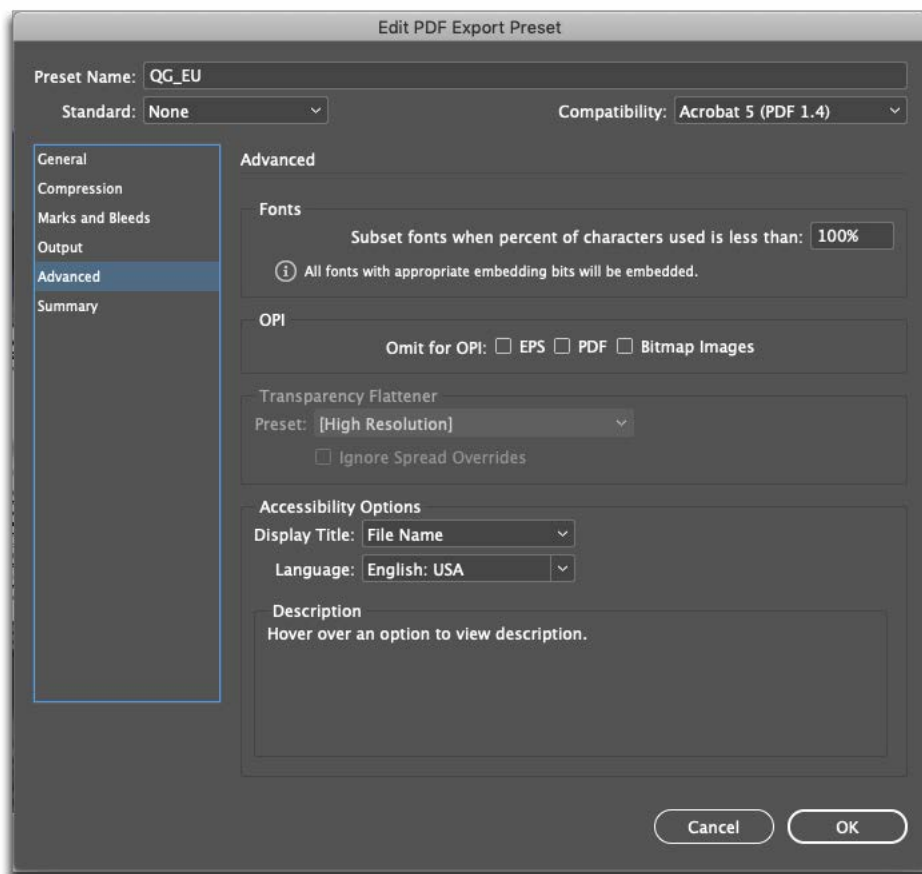 Edit PDF Export Preset
Preset Name: QG_EU
Standard: None Compatibility: Acrobat 5 (PDF 1.4)
General
Compression
Marks and Bleeds
Output
Advanced
Summary
Advanced
Fonts
Subset fonts when percent of characters used is less than: 100%
All fonts with appropriate embedding bits will be embedded.
OPI
Omit for OPI: EPS PDF Bitmap Images
Transparency Flattener
Preset: [High Resolution]
Ignore Spread Overrides
Accessibility Options
Display Title: File Name
Language: English: USA
Description
Hover over an option to view description.
Cancel OK